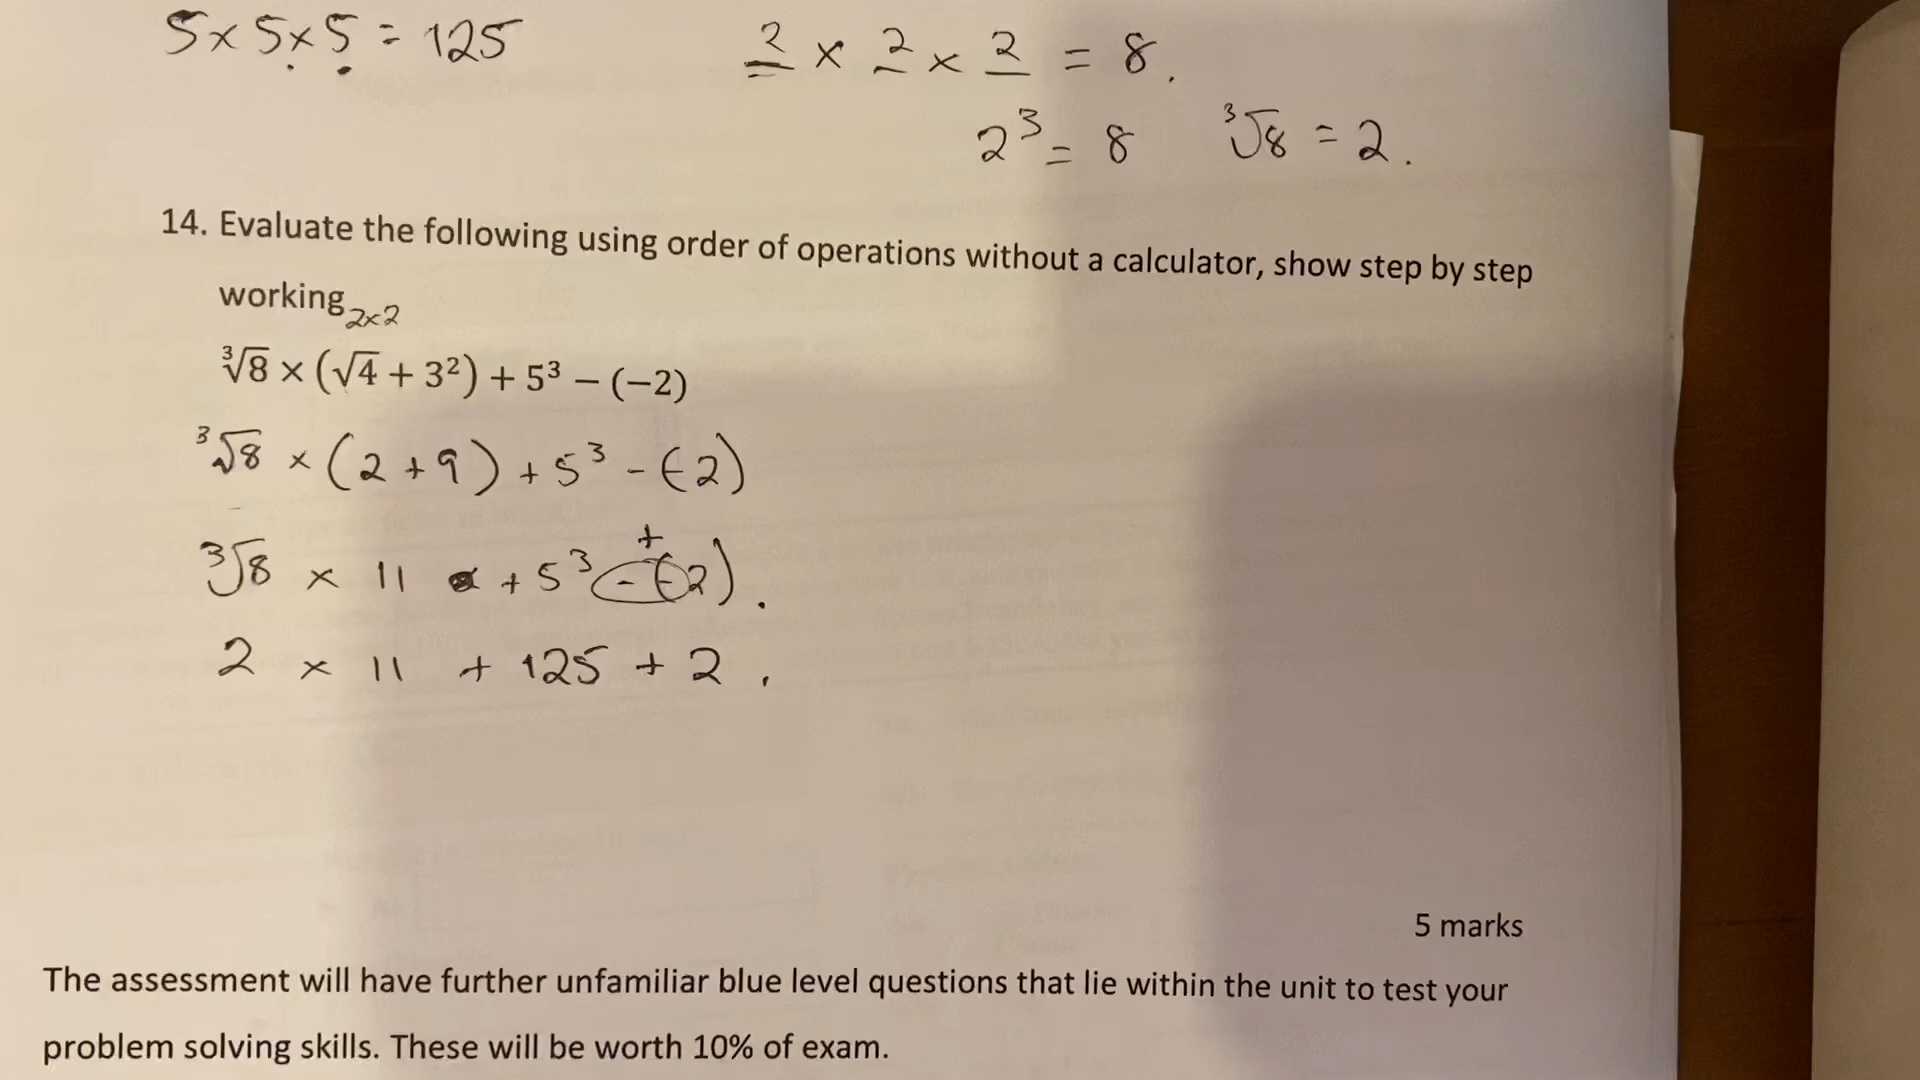 5 × 5 × 5 = 125
2 × 2 × 2 = 8.
2³ = 8 ³√8 = 2.
14. Evaluate the following using order of operations without a calculator, show step by step
working
2×2
³√8 × (√4 + 3²) + 5³ − (−2)
³√8 × (2 + 9) + 5³ - (-2)
+
³√8 × 11 + 5³ - (-2).
2 × 11 + 125 + 2.
5 marks
The assessment will have further unfamiliar blue level questions that lie within the unit to test your
problem solving skills. These will be worth 10% of exam.